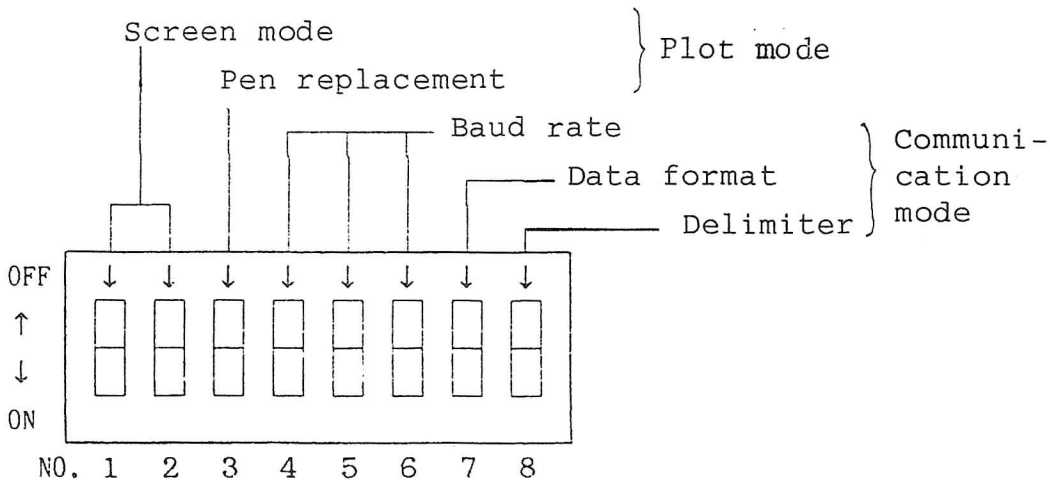 Screen mode
Plot mode
Pen replacement
Baud rate
Communi-
cation
mode
Data format
Delimiter
OFF ↓ ↓ ↓ ↓ ↓ ↓ ↓ ↓
↑
↓
ON
NO. 1 2 3 4 5 6 7 8